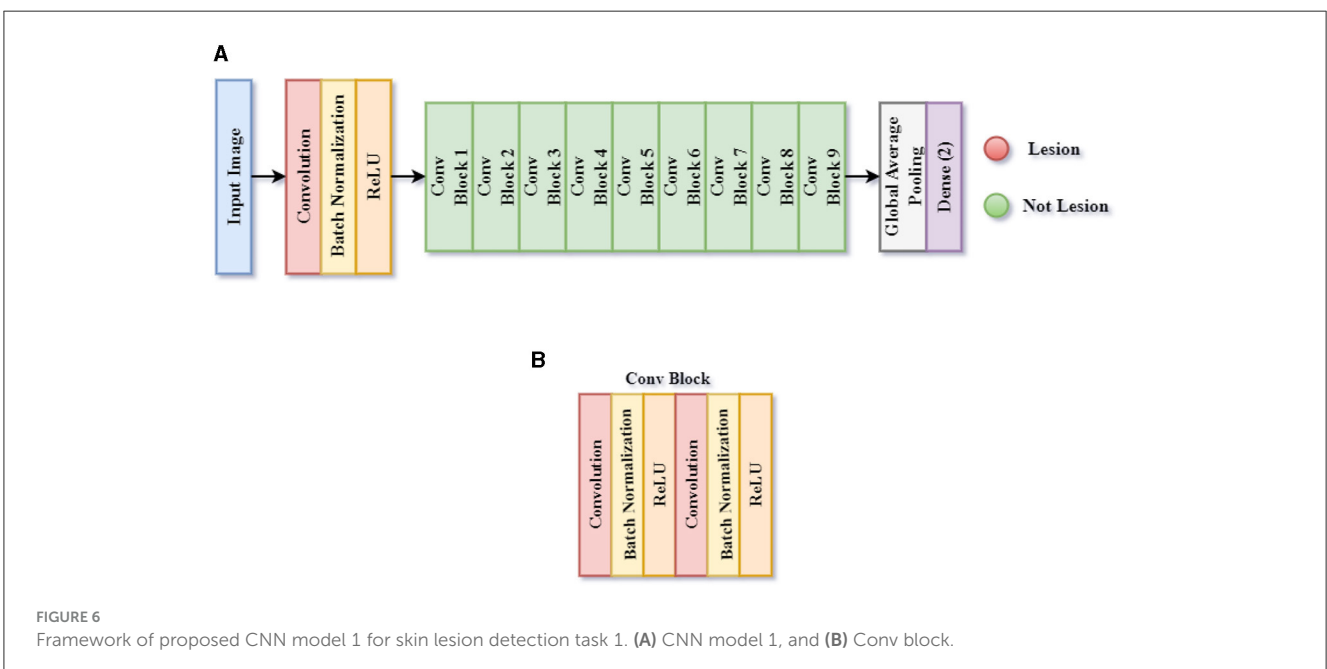 A
Input Image
Convolution
Batch Normalization
ReLU
Conv
Block 1
Conv
Block 2
Conv
Block 3
Conv
Block 4
Conv
Block 5
Conv
Block 6
Conv
Block 7
Conv
Block 8
Conv
Block 9
Global Average
Pooling
Dense (2)
Lesion
Not Lesion
B
Conv Block
Convolution
Batch Normalization
ReLU
Convolution
Batch Normalization
ReLU
FIGURE 6
Framework of proposed CNN model 1 for skin lesion detection task 1. (A) CNN model 1, and (B) Conv block.